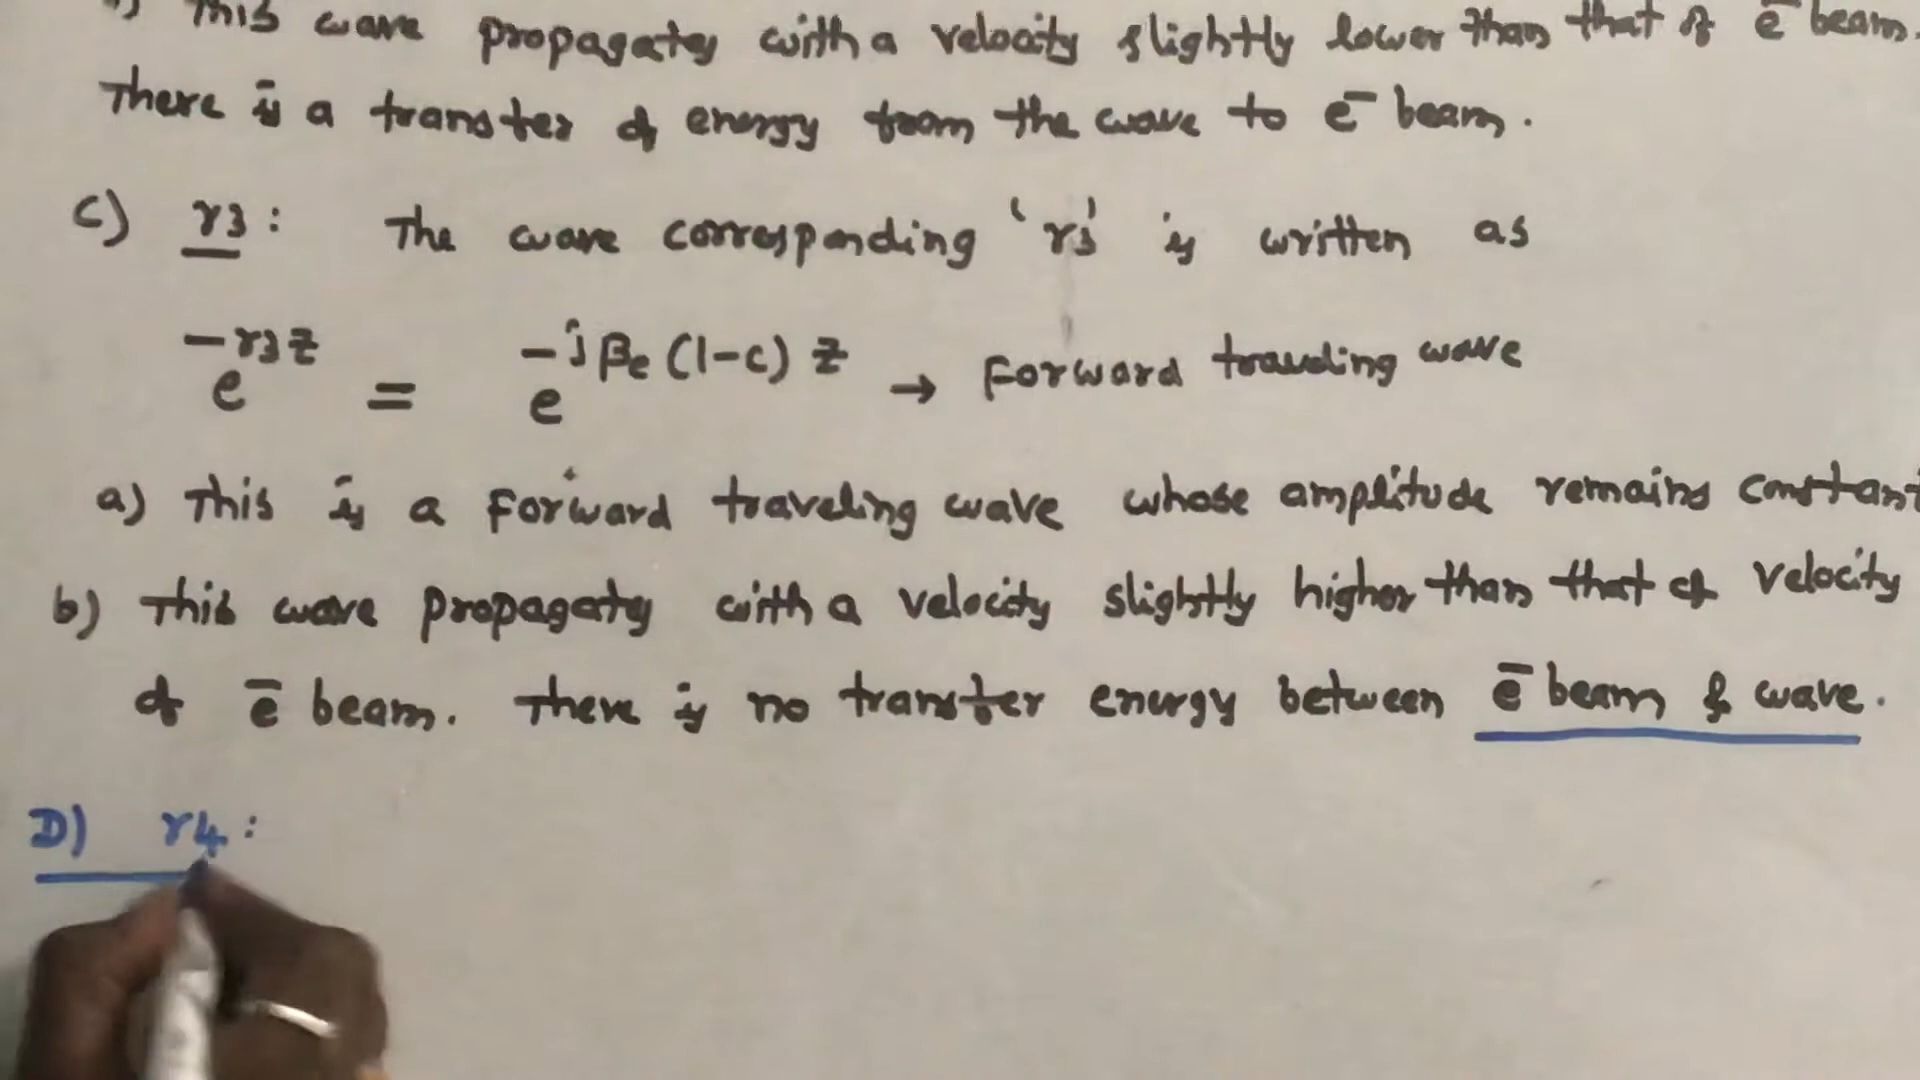 This wave propagates with a velocity slightly lower than that of e⁻ beam.
There is a transfer of energy from the wave to e⁻ beam.
C) γ3: The wave corresponding 'γ3' is written as
e^{-γ3z} = e^{-jβe(1-c)z} → Forward traveling wave
a) This is a forward traveling wave whose amplitude remains constant
b) This wave propagates with a velocity slightly higher than that of velocity
of e⁻ beam. There is no transfer energy between e⁻ beam & wave.
D) γ4: